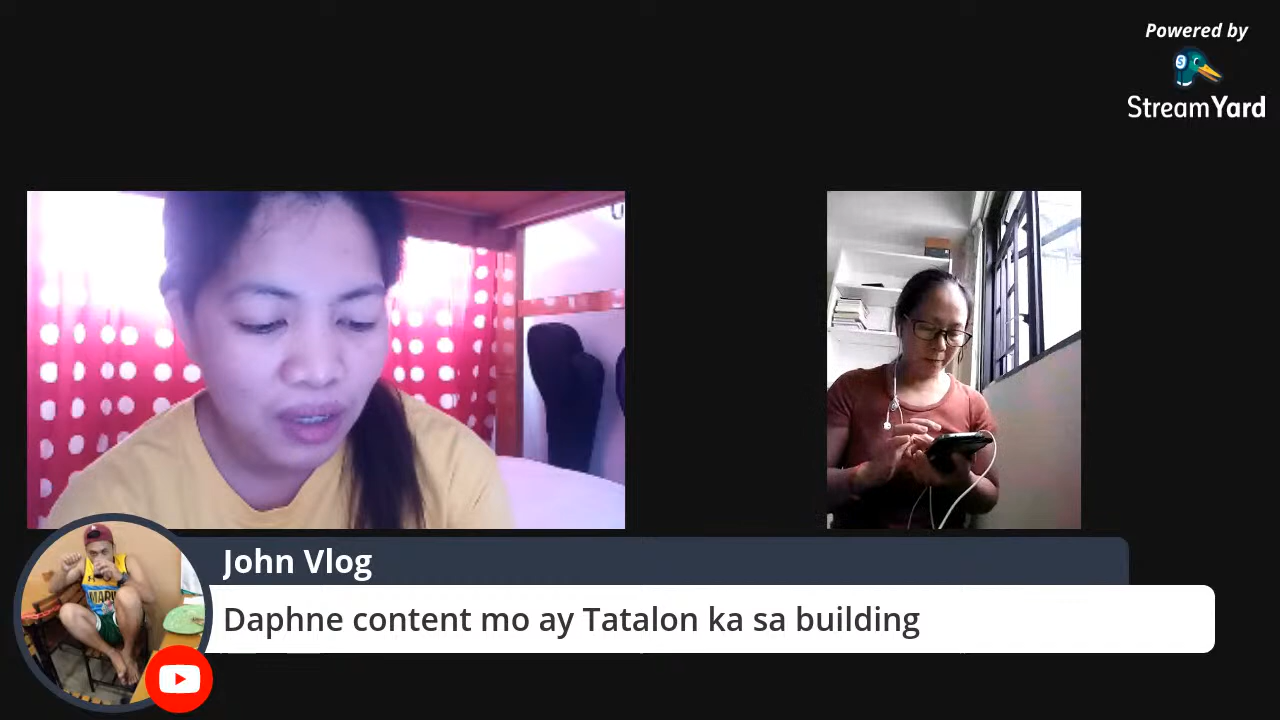 Powered by
StreamYard
John Vlog
Daphne content mo ay Tatalon ka sa building